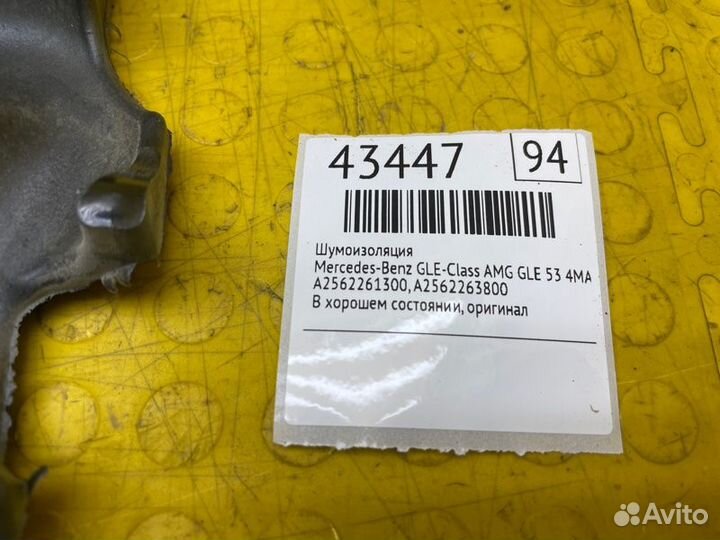 43447 94
Шумоизоляция
Mercedes-Benz GLE-Class AMG GLE 53 4MA
A2562261300, A2562263800
В хорошем состоянии, оригинал
Avito